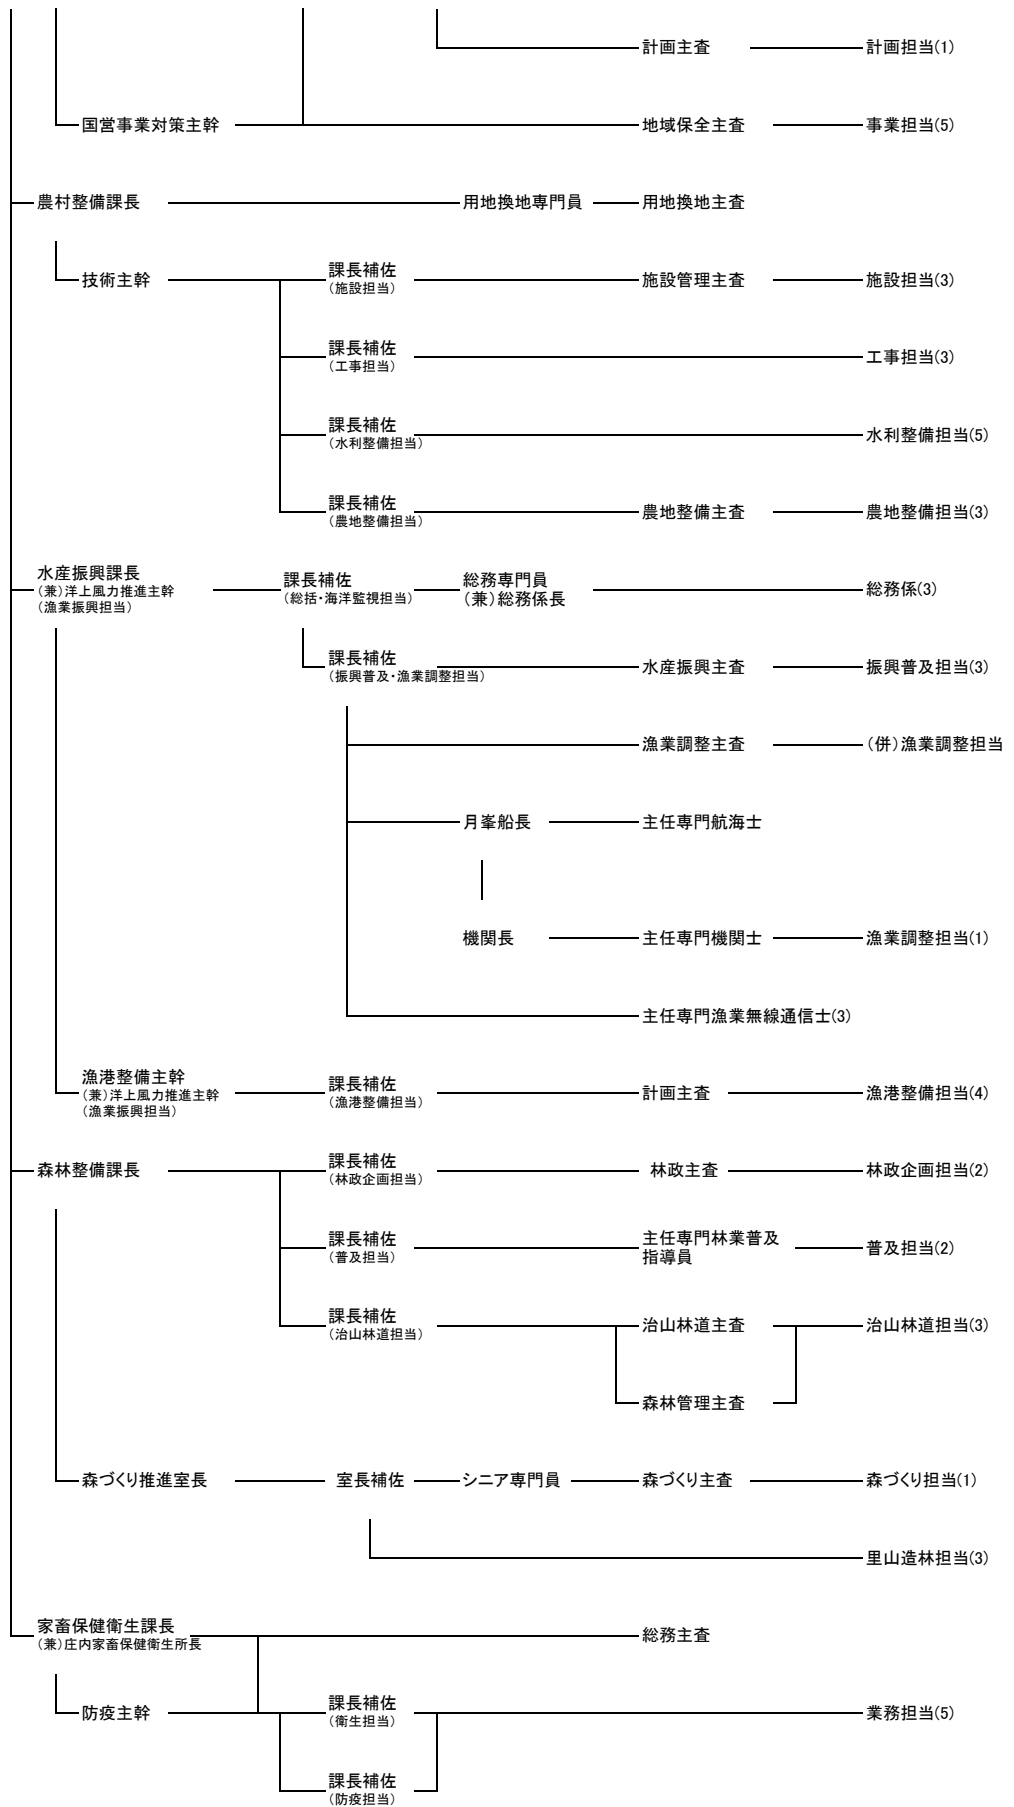 計画主査 計画担当(1)
国営事業対策主幹 地域保全主査 事業担当(5)
農村整備課長 用地換地専門員 用地換地主査
技術主幹 課長補佐 施設管理主査 施設担当(3)
（施設担当）
課長補佐 工事担当(3)
（工事担当）
課長補佐 水利整備担当(5)
（水利整備担当）
課長補佐 農地整備主査 農地整備担当(3)
（農地整備担当）
水産振興課長
（兼）洋上風力推進主幹
（漁業振興担当）
課長補佐
（総括・海洋監視担当）
総務専門員
（兼）総務係長
総務係(3)
課長補佐 水産振興主査 振興普及担当(3)
（振興普及・漁業調整担当）
漁業調整主査 （併）漁業調整担当
月峯船長 主任専門航海士
機関長 主任専門機関士 漁業調整担当(1)
主任専門漁業無線通信士(3)
漁港整備主幹
（兼）洋上風力推進主幹
（漁業振興担当）
課長補佐
（漁港整備担当）
計画主査 漁港整備担当(4)
森林整備課長 課長補佐 林政主査 林政企画担当(2)
（林政企画担当）
課長補佐
（普及担当）
主任専門林業普及
指導員
普及担当(2)
課長補佐 治山林道主査 治山林道担当(3)
（治山林道担当）
森林管理主査
森づくり推進室長 室長補佐 シニア専門員 森づくり主査 森づくり担当(1)
里山造林担当(3)
家畜保健衛生課長
（兼）庄内家畜保健衛生所長
総務主査
防疫主幹 課長補佐 業務担当(5)
（衛生担当）
課長補佐
（防疫担当）